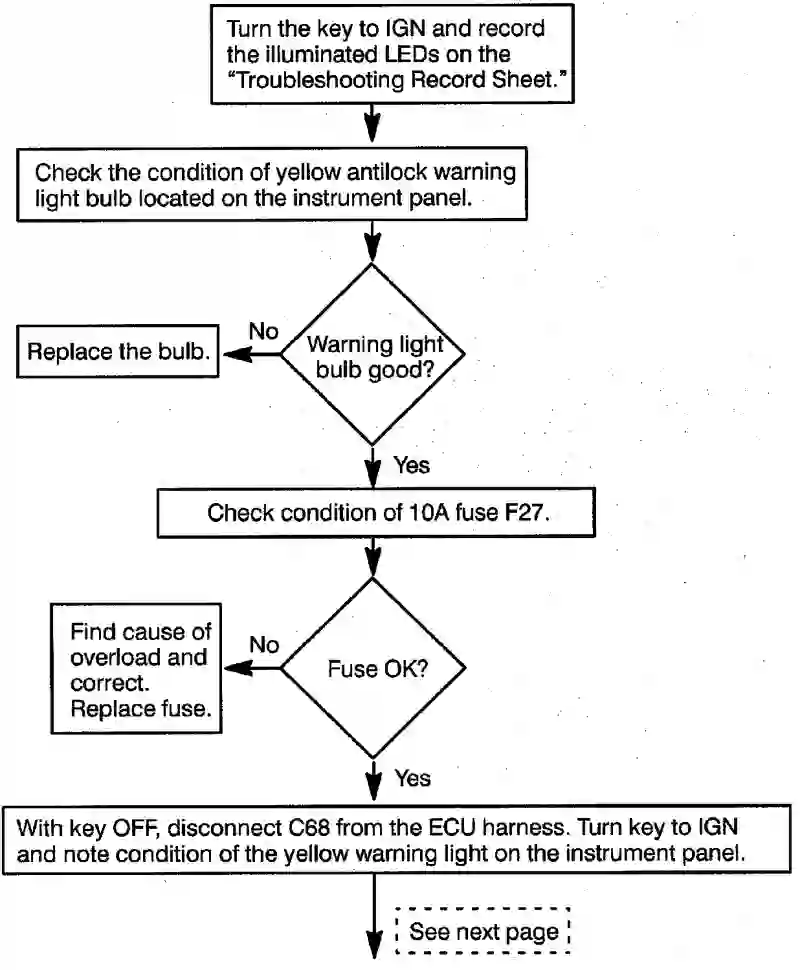 Turn the key to IGN and record
the illuminated LEDs on the
“Troubleshooting Record Sheet.”
Check the condition of yellow antilock warning
light bulb located on the instrument panel.
No
Warning light
bulb good?
Replace the bulb.
Yes
Check condition of 10A fuse F27.
Find cause of
overload and
correct.
Replace fuse.
No
Fuse OK?
Yes
With key OFF, disconnect C68 from the ECU harness. Turn key to IGN
and note condition of the yellow warning light on the instrument panel.
See next page